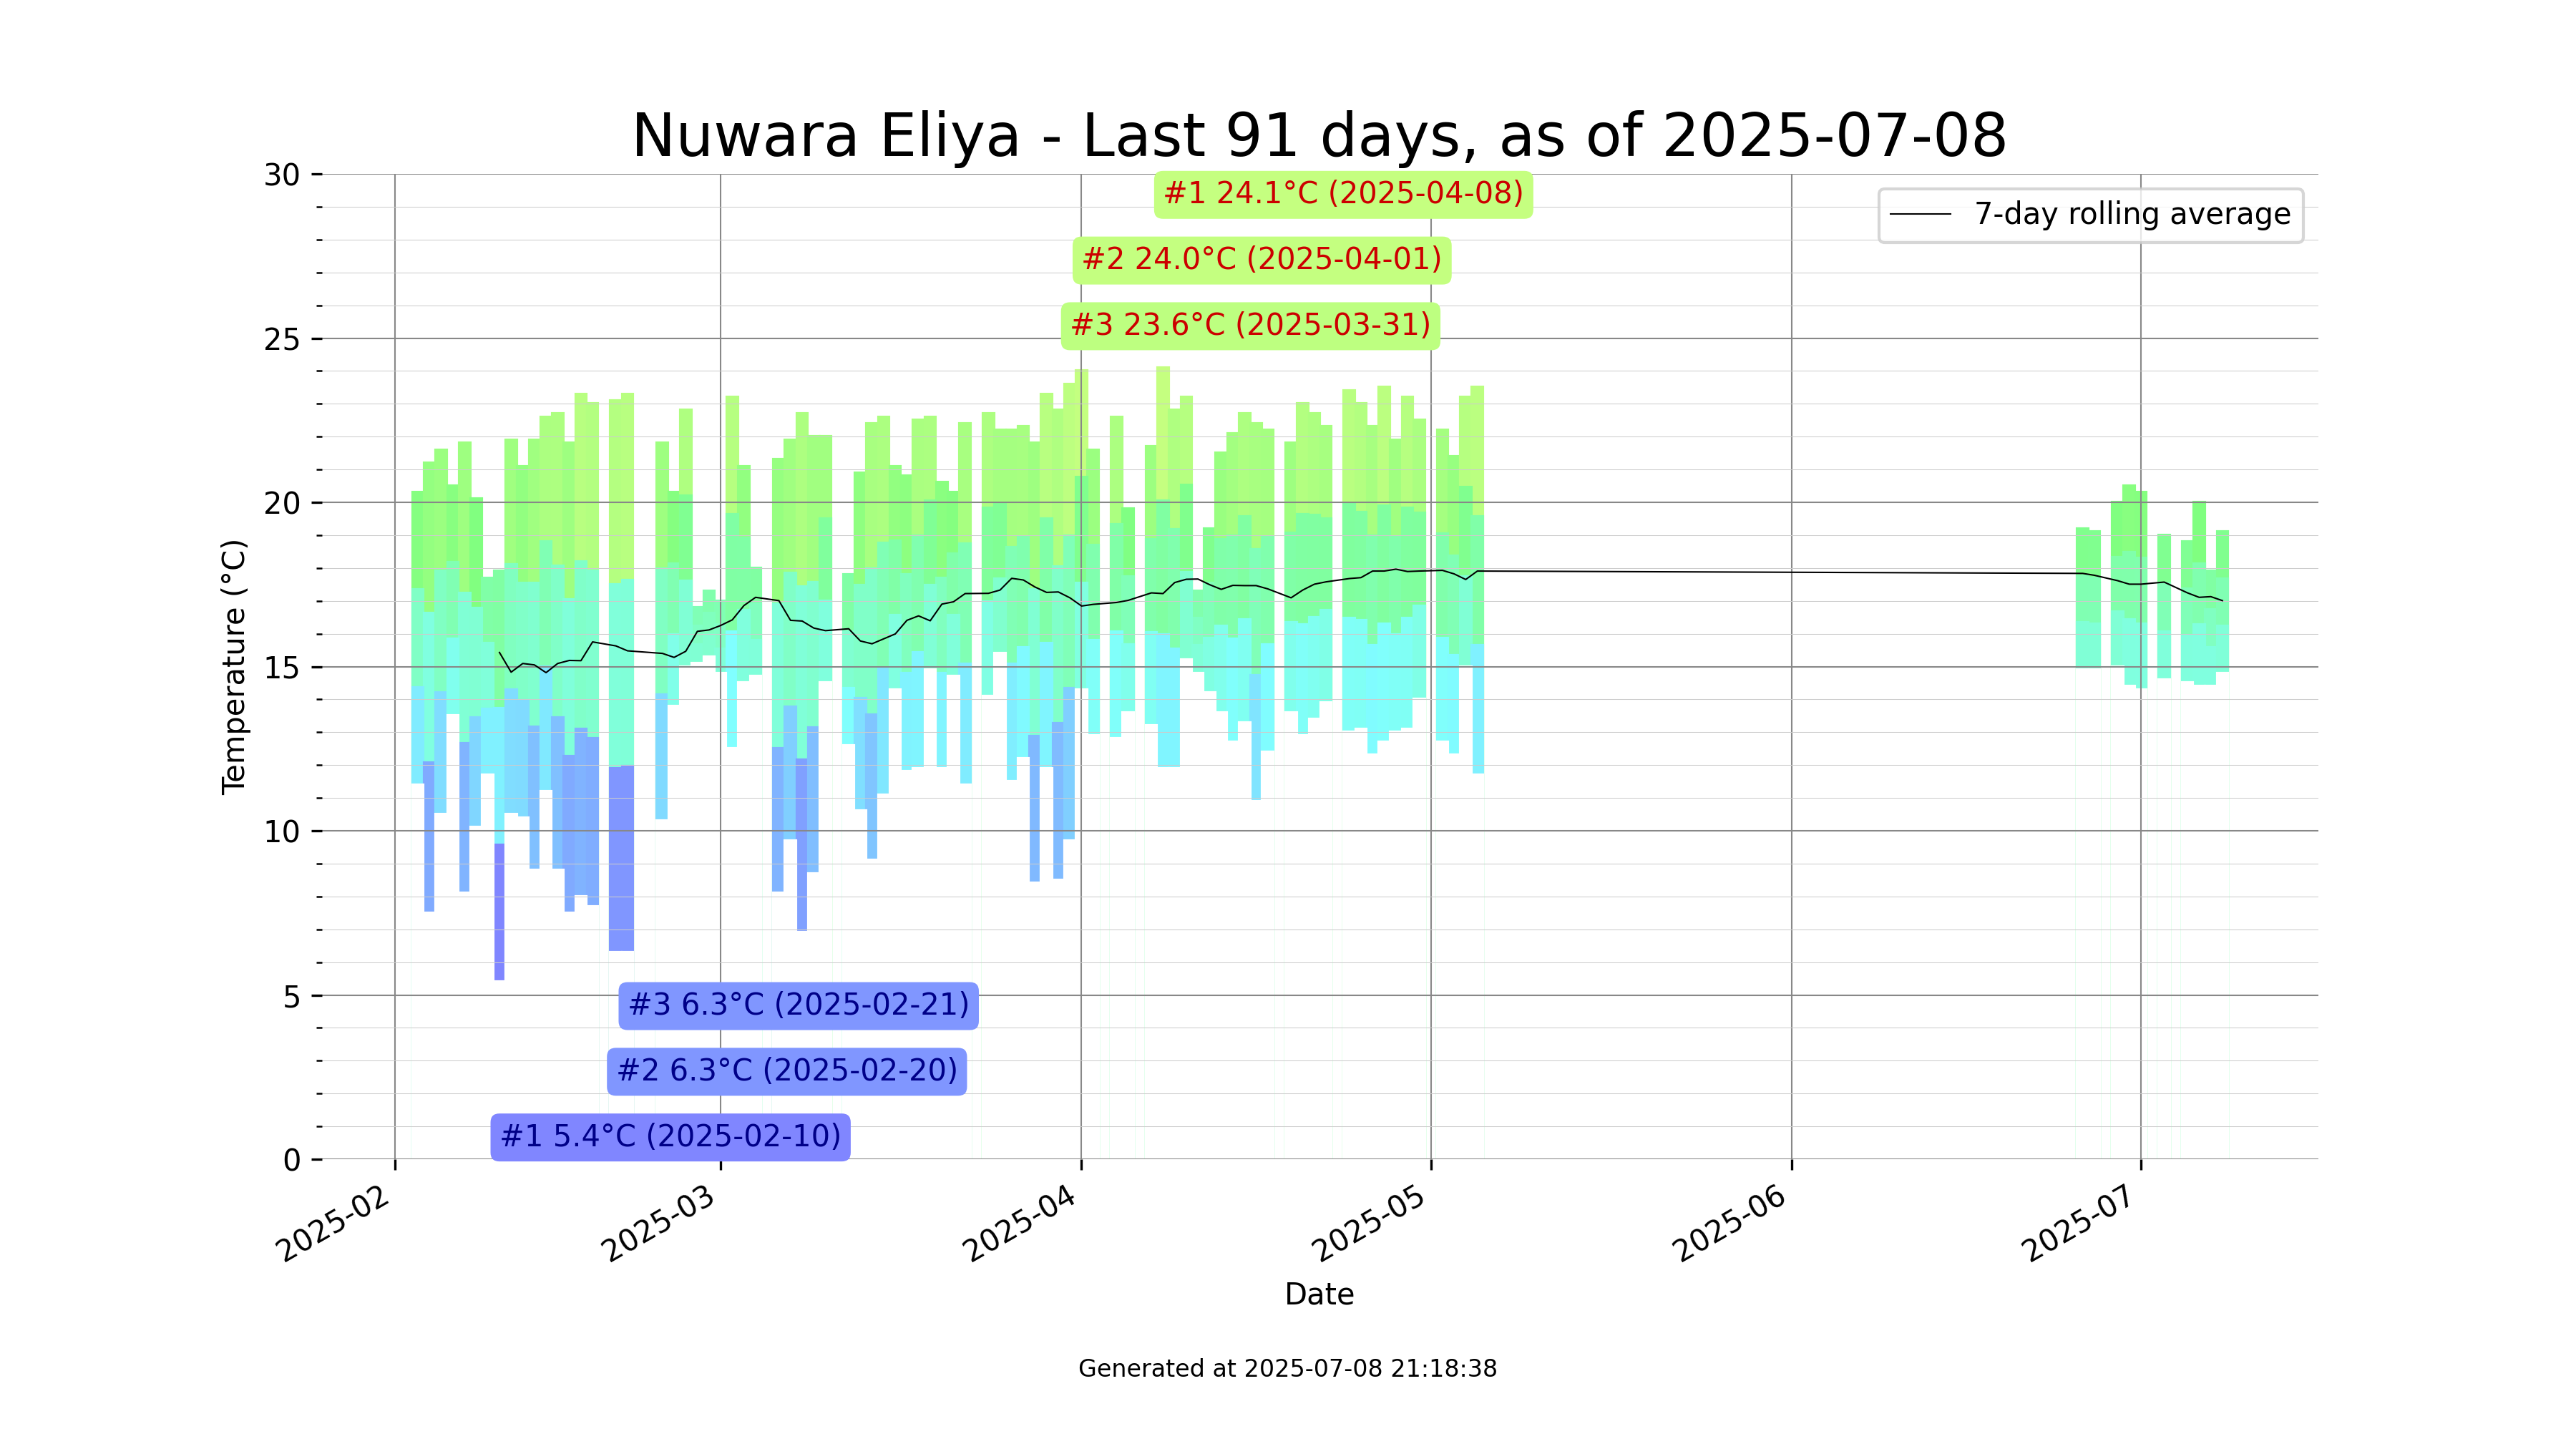 Nuwara Eliya - Last 91 days, as of 2025-07-08
30
#1 24.1°C (2025-04-08)
7-day rolling average
#2 24.0°C (2025-04-01)
#3 23.6°C (2025-03-31)
25
20
15
10
5
0
Temperature (°C)
#3 6.3°C (2025-02-21)
#2 6.3°C (2025-02-20)
#1 5.4°C (2025-02-10)
2025-02
2025-03
2025-04
2025-05
2025-06
2025-07
Date
Generated at 2025-07-08 21:18:38